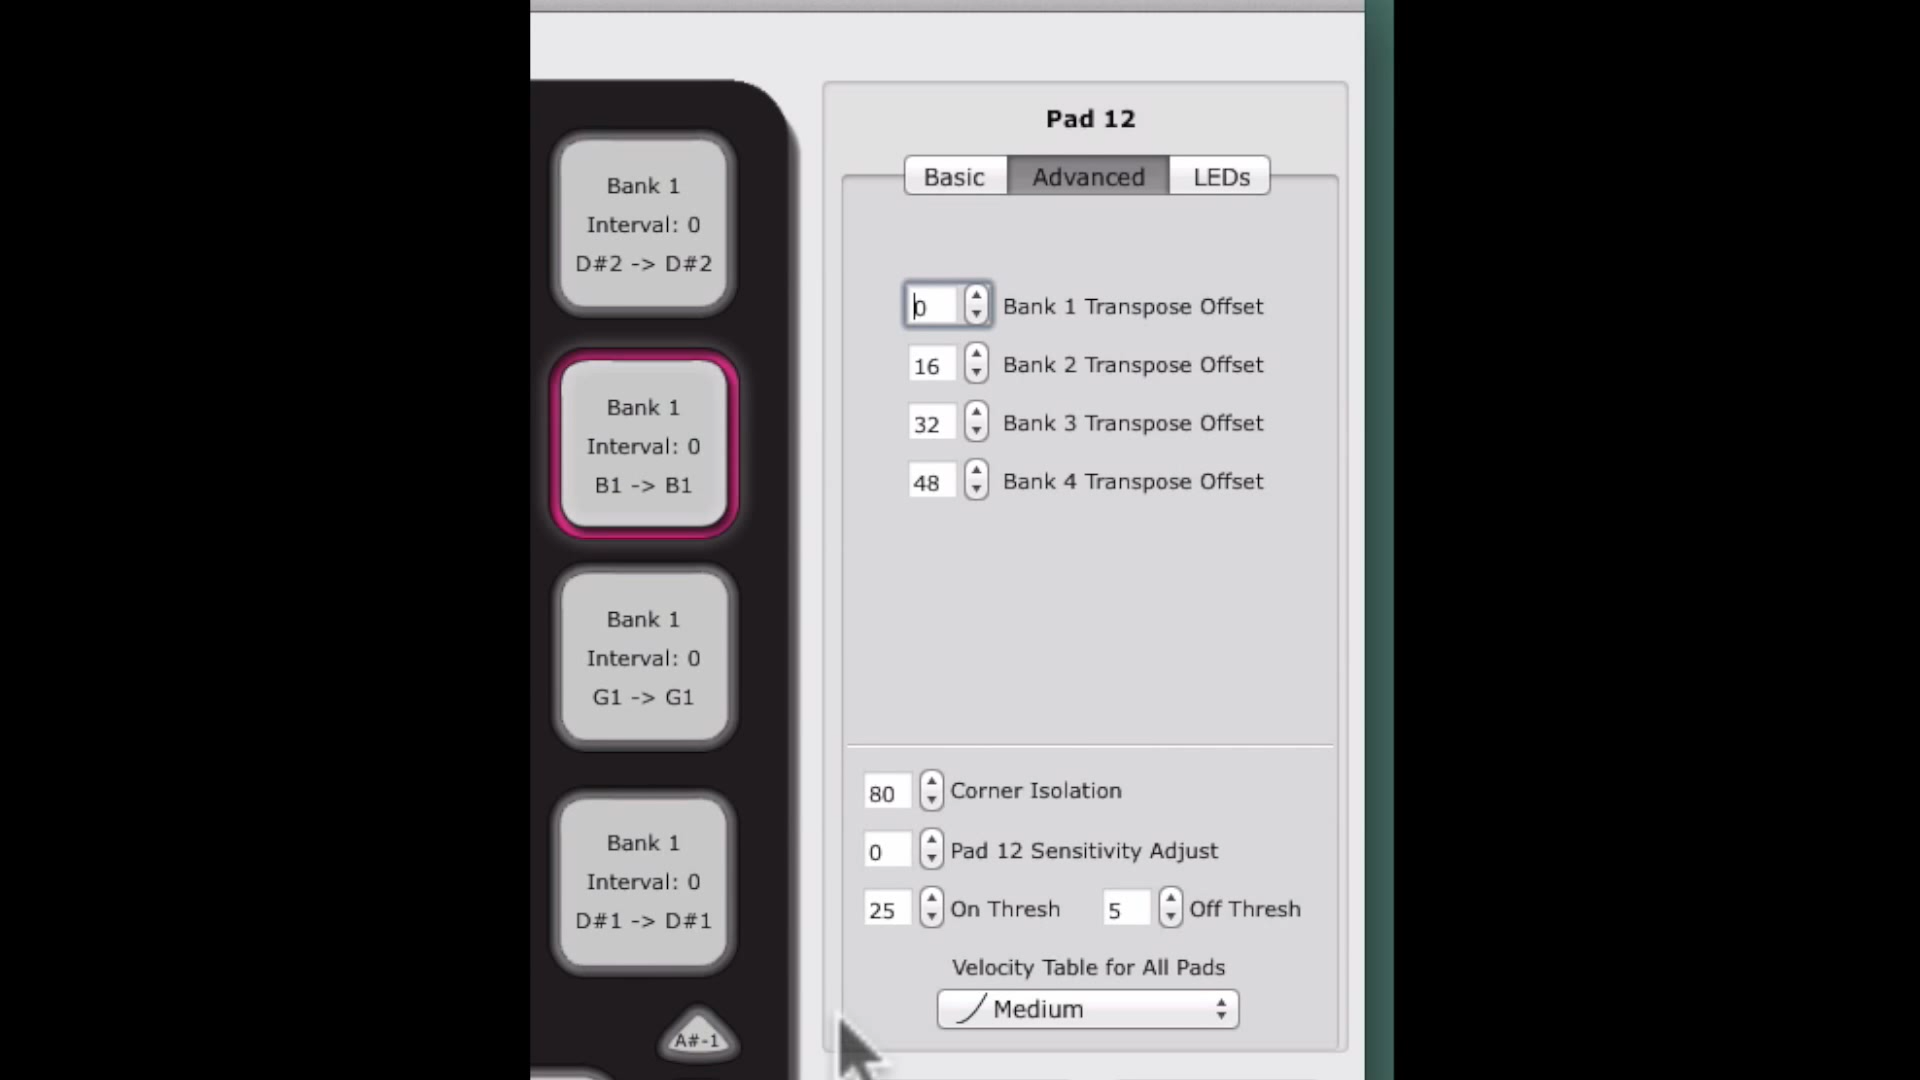 Bank 1
Interval: 0
D#2 -> D#2
Bank 1
Interval: 0
B1 -> B1
Bank 1
Interval: 0
G1 -> G1
Bank 1
Interval: 0
D#1 -> D#1
A#-1
Pad 12
Basic Advanced LEDs
0 Bank 1 Transpose Offset
16 Bank 2 Transpose Offset
32 Bank 3 Transpose Offset
48 Bank 4 Transpose Offset
80 Corner Isolation
0 Pad 12 Sensitivity Adjust
25 On Thresh 5 Off Thresh
Velocity Table for All Pads
Medium